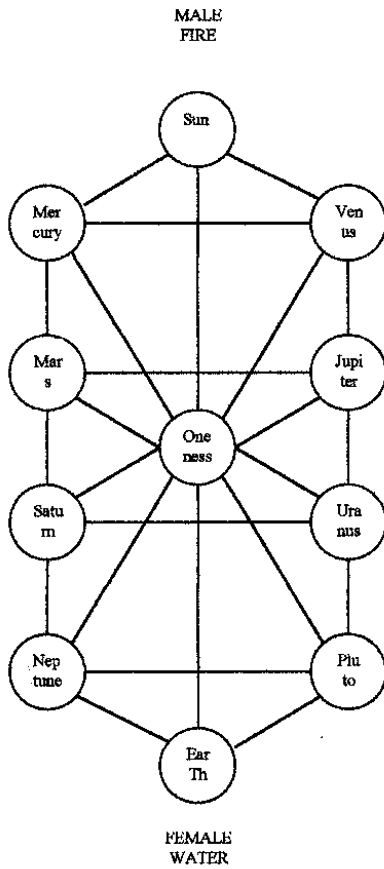 MALE
FIRE
Sun
Mer
cury
Ven
us
Mar
s
Jupi
ter
One
ness
Satu
rn
Ura
nus
Nep
tune
Plu
to
Ear
Th
FEMALE
WATER